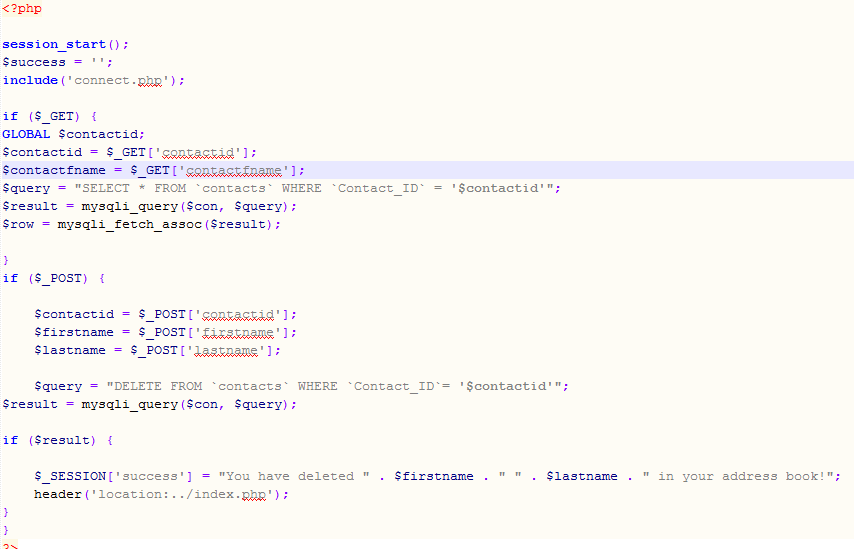 <?php
session_start();
$success = '';
include('connect.php');
if ($_GET) {
GLOBAL $contactid;
$contactid = $_GET['contactid'];
$contactfname = $_GET['contactfname'];
$query = "SELECT * FROM `contacts` WHERE `Contact_ID` = '$contactid'";
$result = mysqli_query($con, $query);
$row = mysqli_fetch_assoc($result);
}
if ($_POST) {
$contactid = $_POST['contactid'];
$firstname = $_POST['firstname'];
$lastname = $_POST['lastname'];
$query = "DELETE FROM `contacts` WHERE `Contact_ID`= '$contactid'";
$result = mysqli_query($con, $query);
if ($result) {
$_SESSION['success'] = "You have deleted " . $firstname . " " . $lastname . " in your address book!";
header('location:../index.php');
}
}
?>